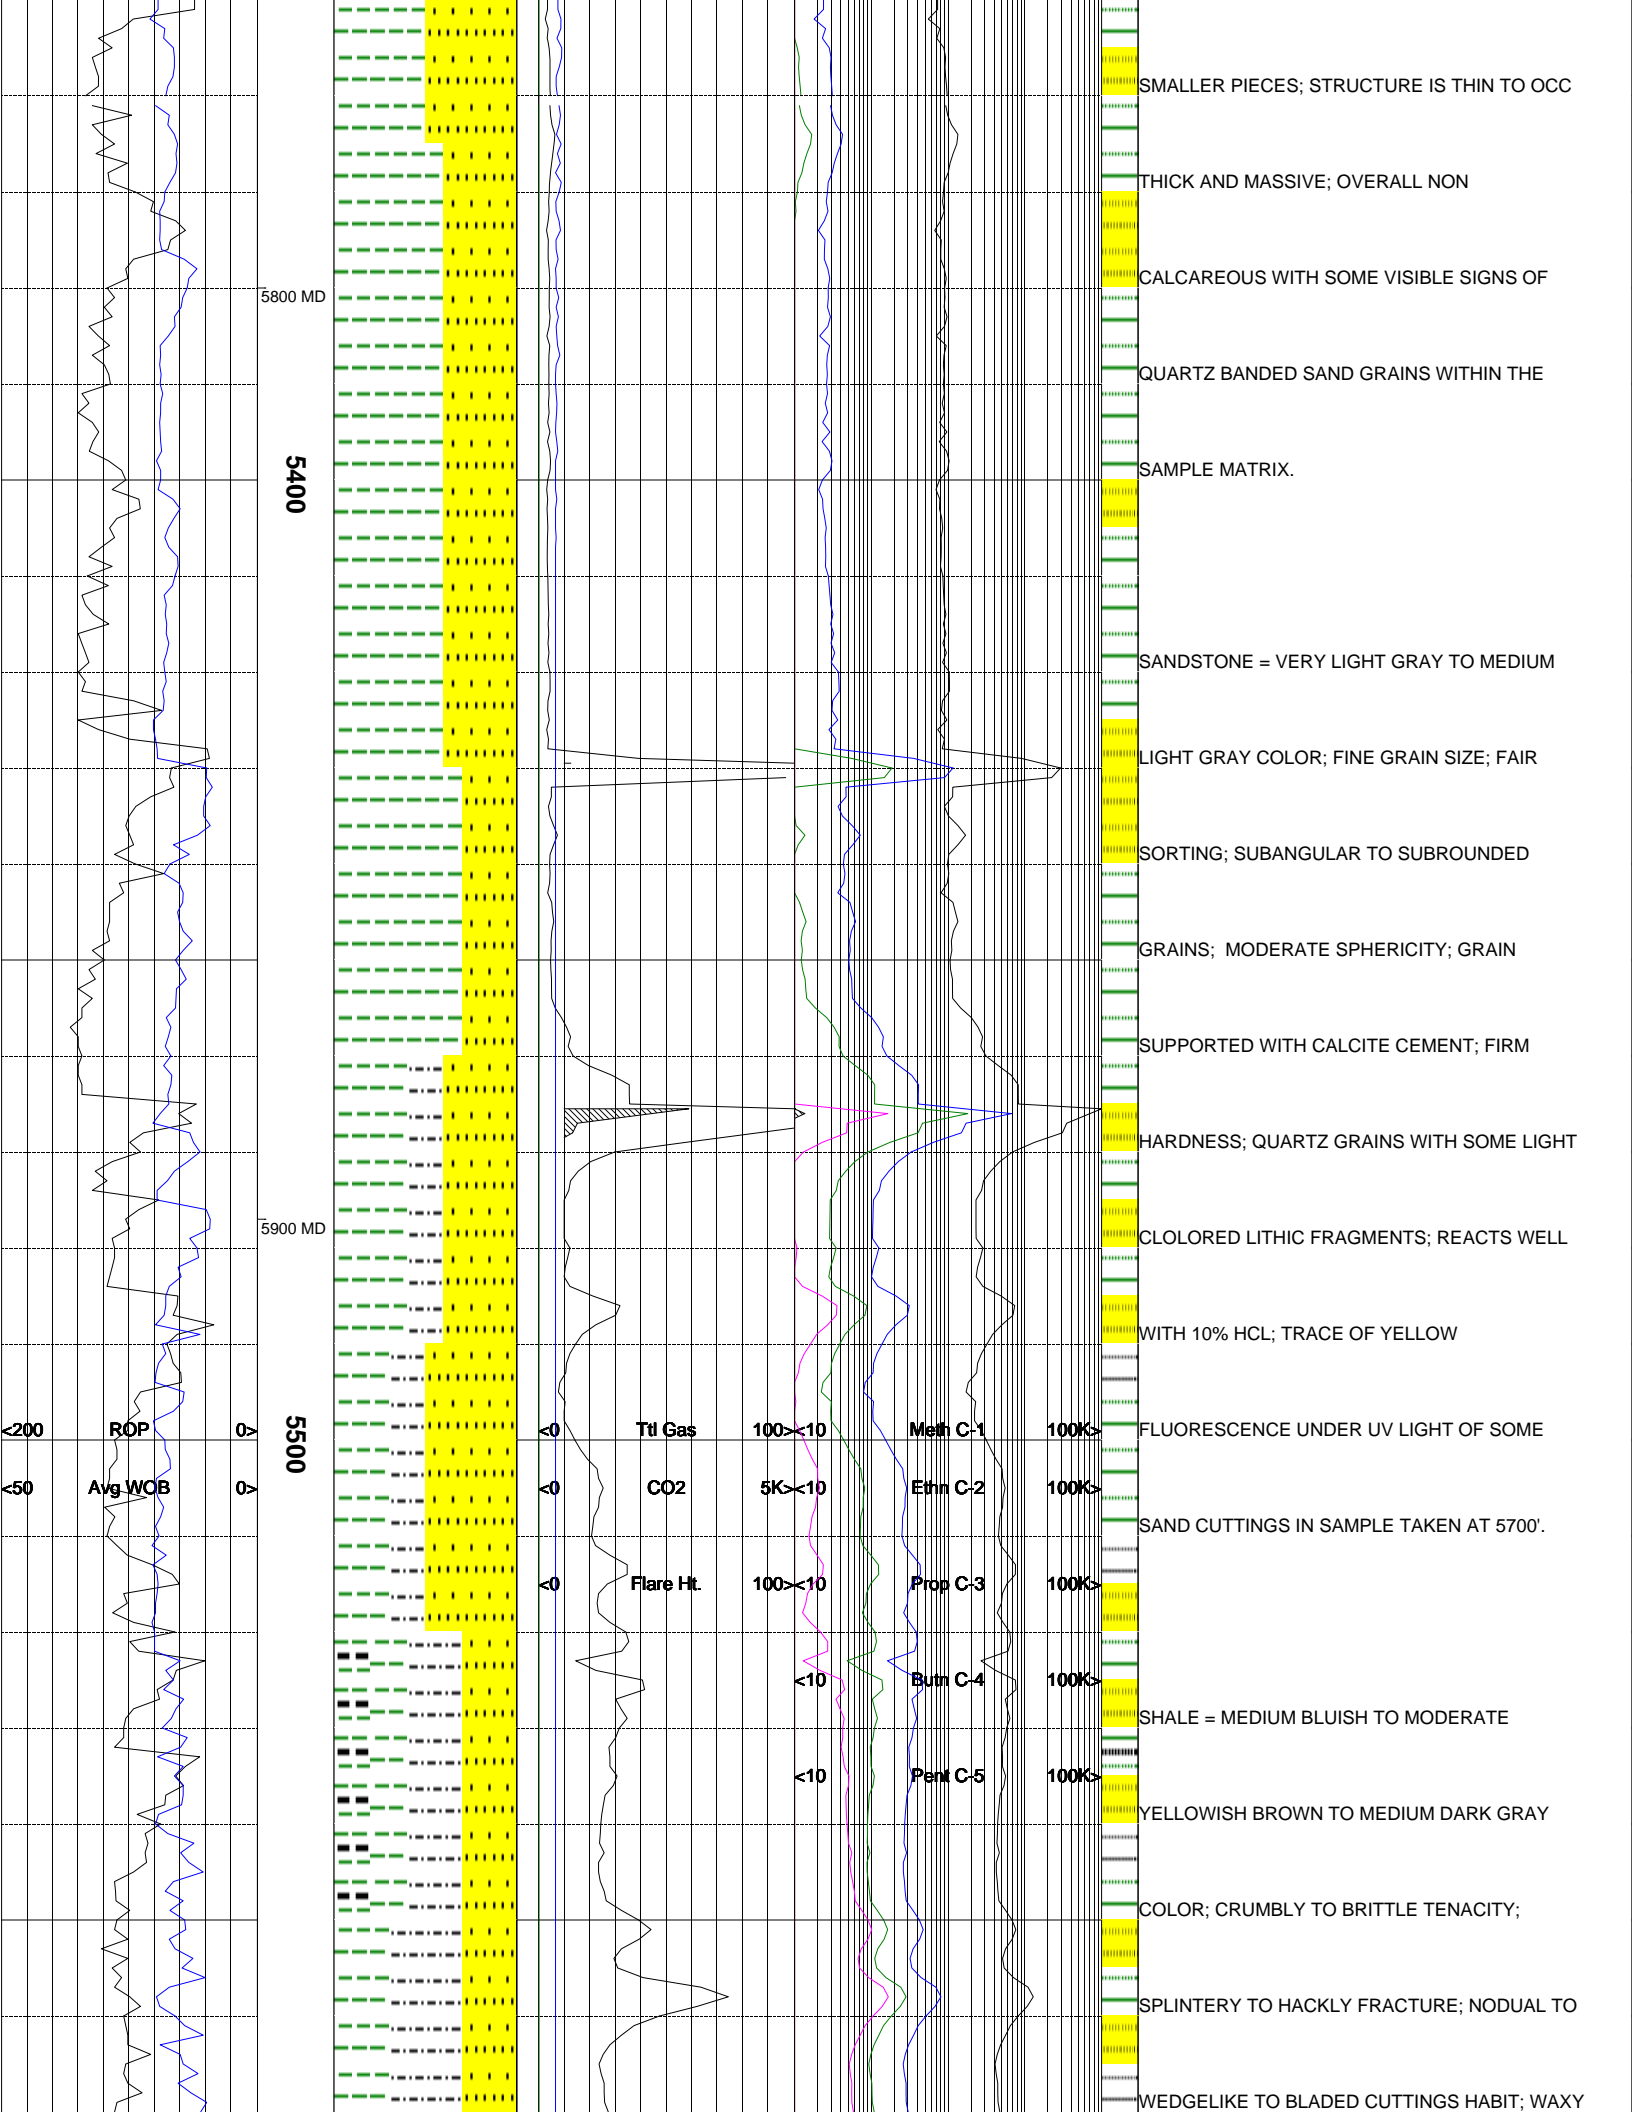 SMALLER PIECES; STRUCTURE IS THIN TO OCC
THICK AND MASSIVE; OVERALL NON
CALCAREOUS WITH SOME VISIBLE SIGNS OF
5800 MD
QUARTZ BANDED SAND GRAINS WITHIN THE
SAMPLE MATRIX.
5400
SANDSTONE = VERY LIGHT GRAY TO MEDIUM
LIGHT GRAY COLOR; FINE GRAIN SIZE; FAIR
SORTING; SUBANGULAR TO SUBROUNDED
GRAINS;  MODERATE SPHERICITY; GRAIN
SUPPORTED WITH CALCITE CEMENT; FIRM
HARDNESS; QUARTZ GRAINS WITH SOME LIGHT
5900 MD
CLOLORED LITHIC FRAGMENTS; REACTS WELL
WITH 10% HCL; TRACE OF YELLOW
<200 ROP 0>
5500
<0 Ttl Gas 100>
<10 Meth C-1 100K>
FLUORESCENCE UNDER UV LIGHT OF SOME
<50 Avg WOB 0>
<0 CO2 5K>
<10 Ethn C-2 100K>
SAND CUTTINGS IN SAMPLE TAKEN AT 5700'.
<0 Flare Ht. 100>
<10 Prop C-3 100K>
<10 Butn C-4 100K>
SHALE = MEDIUM BLUISH TO MODERATE
<10 Pent C-5 100K>
YELLOWISH BROWN TO MEDIUM DARK GRAY
COLOR; CRUMBLY TO BRITTLE TENACITY;
SPLINTERY TO HACKLY FRACTURE; NODUAL TO
WEDGELIKE TO BLADED CUTTINGS HABIT; WAXY